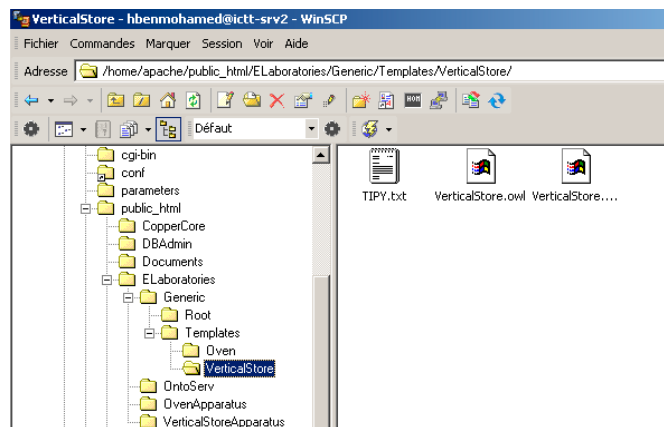 VerticalStore - hbenmohamed@ictt-srv2 - WinSCP
Fichier Commandes Marquer Session Voir Aide
Adresse /home/apache/public_html/ELaboratories/Generic/Templates/VerticalStore/
Défaut
cgi-bin
conf
parameters
public_html
CopperCore
DBAdmin
Documents
ELaboratories
Generic
Root
Templates
Oven
VerticalStore
OntoServ
OvenApparatus
VerticalStoreApparatus
TIPY.txt VerticalStore.owl VerticalStore....